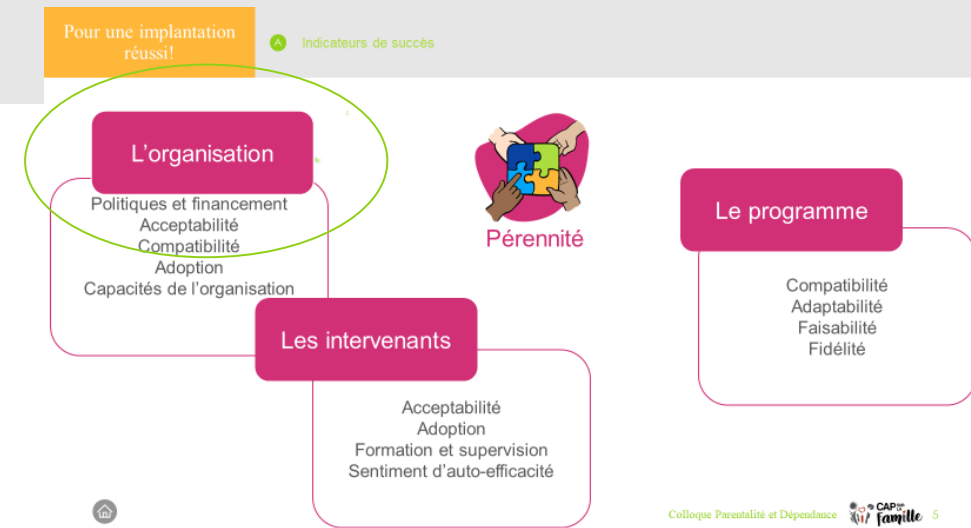 Pour une implantation
réussi!
A
Indicateurs de succès
L'organisation
Politiques et financement
Acceptabilité
Compatibilité
Adoption
Capacités de l'organisation
Pérennité
Les intervenants
Acceptabilité
Adoption
Formation et supervision
Sentiment d'auto-efficacité
Le programme
Compatibilité
Adaptabilité
Faisabilité
Fidélité
Colloque Parentalité et Dépendance
CAP SUR LA
Famille
5